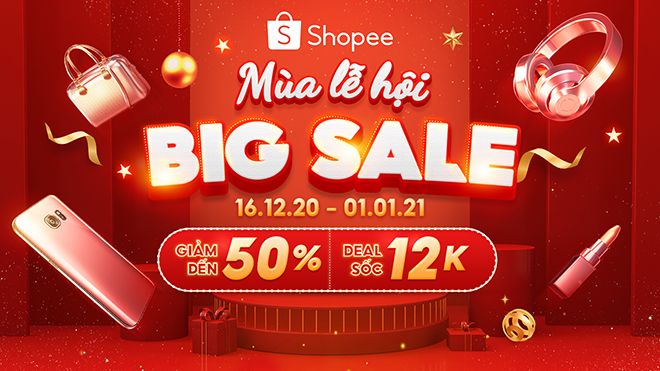 S Shopee
Mùa lễ hội
BIG SALE
16.12.20 - 01.01.21
GIẢM ĐẾN 50%
DEAL SỐC 12K